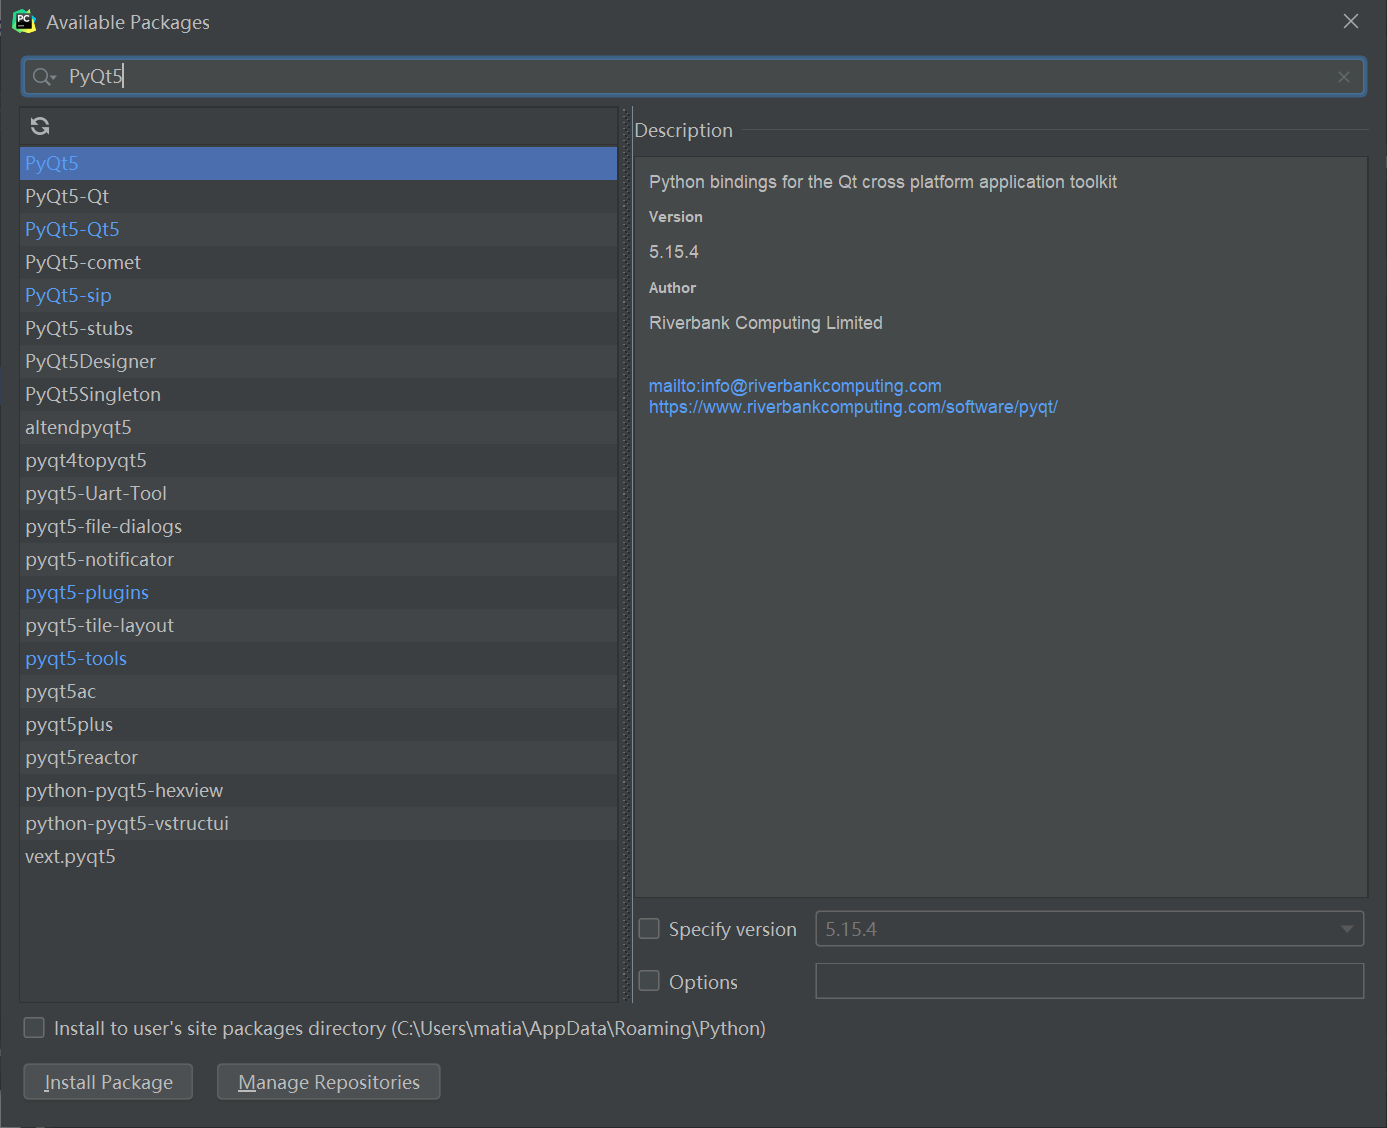 PC
Available Packages
PyQt5
PyQt5
PyQt5-Qt
PyQt5-Qt5
PyQt5-comet
PyQt5-sip
PyQt5-stubs
PyQt5Designer
PyQt5Singleton
altendpyqt5
pyqt4topyqt5
pyqt5-Uart-Tool
pyqt5-file-dialogs
pyqt5-notificator
pyqt5-plugins
pyqt5-tile-layout
pyqt5-tools
pyqt5ac
pyqt5plus
pyqt5reactor
python-pyqt5-hexview
python-pyqt5-vstructui
vext.pyqt5
Description
Python bindings for the Qt cross platform application toolkit
Version
5.15.4
Author
Riverbank Computing Limited
mailto:info@riverbankcomputing.com
https://www.riverbankcomputing.com/software/pyqt/
Specify version 5.15.4
Options
Install to user's site packages directory (C:\Users\matia\AppData\Roaming\Python)
Install Package Manage Repositories